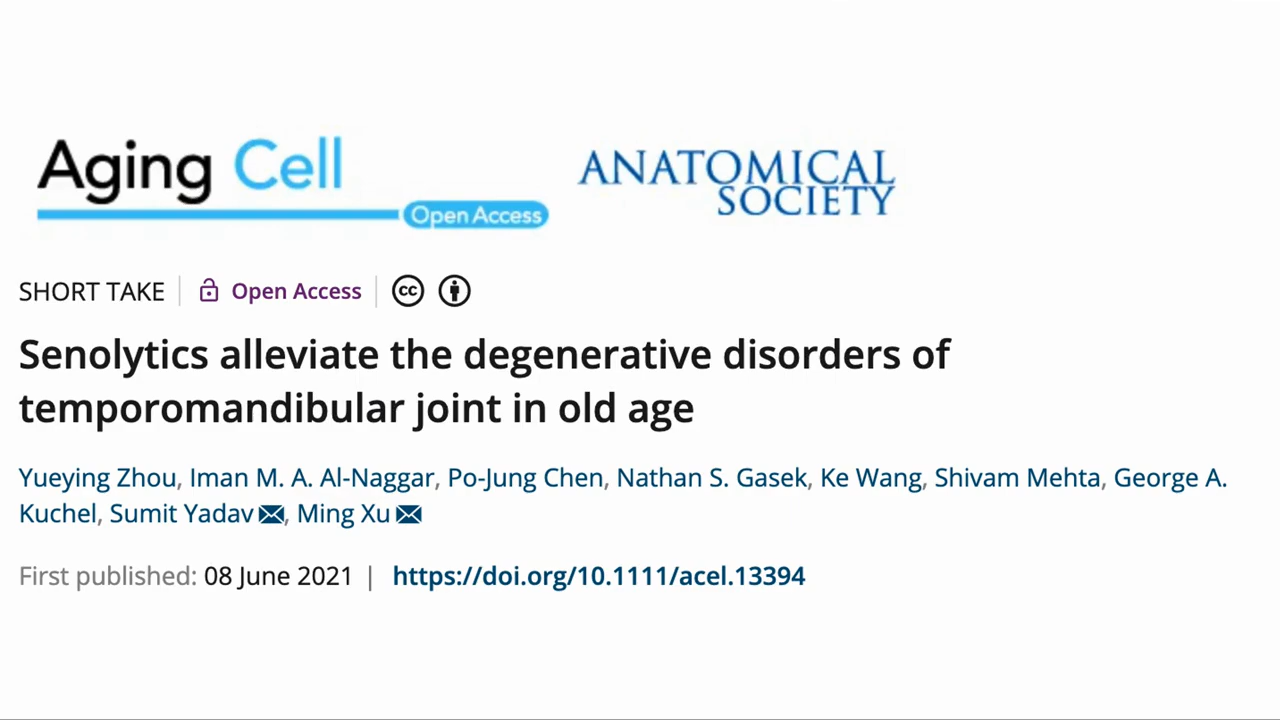 Aging Cell
Open Access
ANATOMICAL
SOCIETY
SHORT TAKE
Open Access
cc
Senolytics alleviate the degenerative disorders of
temporomandibular joint in old age
Yueying Zhou, Iman M. A. Al-Naggar, Po-Jung Chen, Nathan S. Gasek, Ke Wang, Shivam Mehta, George A.
Kuchel, Sumit Yadav, Ming Xu
First published: 08 June 2021 | https://doi.org/10.1111/acel.13394